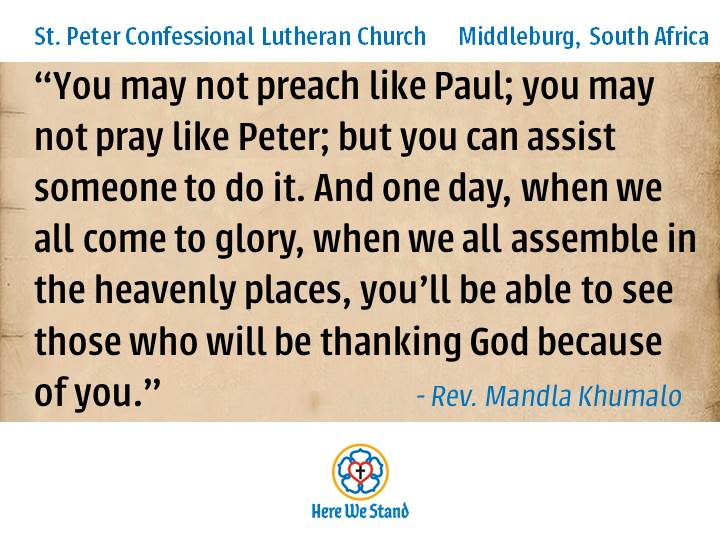 St. Peter Confessional Lutheran Church Middleburg, South Africa
“You may not preach like Paul; you may
not pray like Peter; but you can assist
someone to do it. And one day, when we
all come to glory, when we all assemble in
the heavenly places, you’ll be able to see
those who will be thanking God because
of you.” - Rev. Mandla Khumalo
Here We Stand